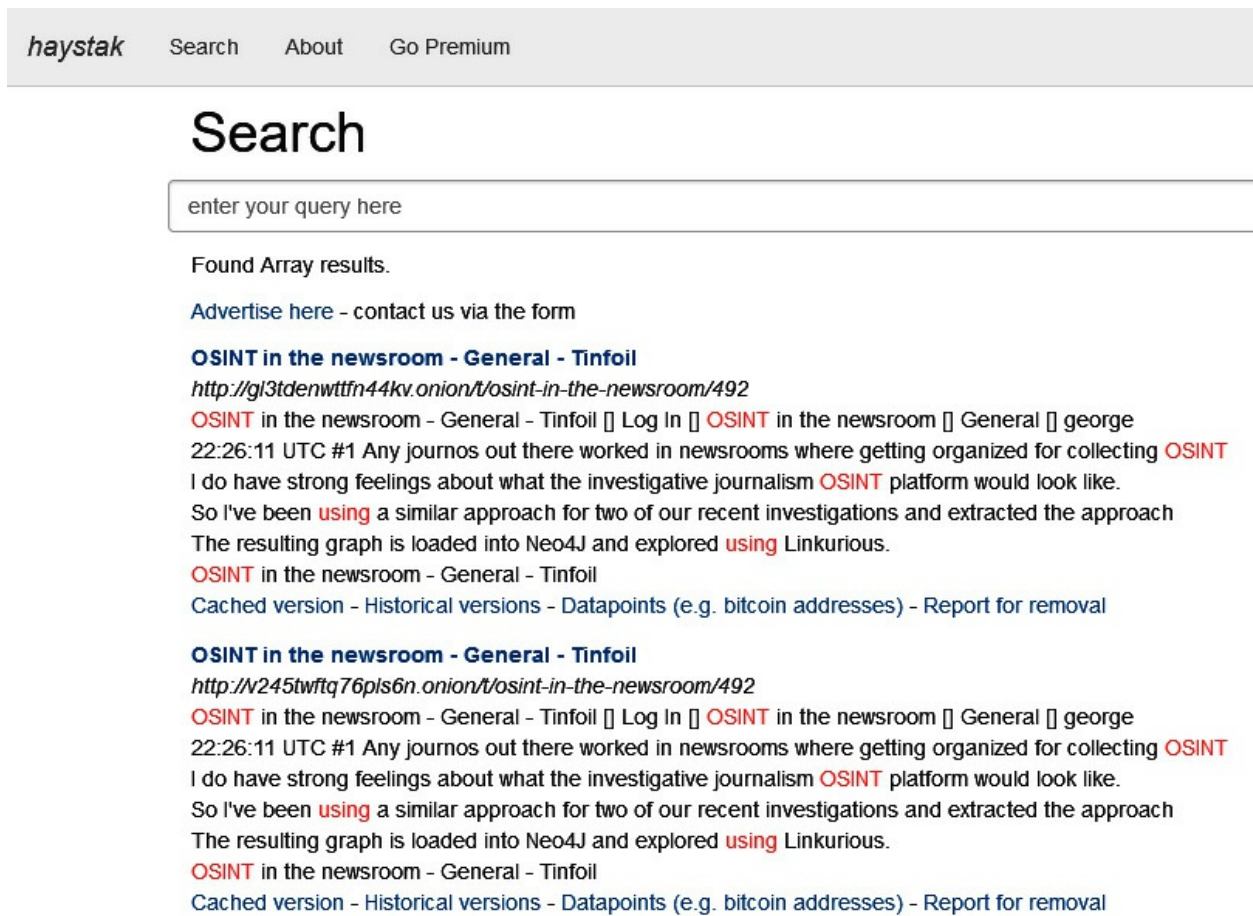 haystak Search About Go Premium
Search
enter your query here
Found Array results.
Advertise here - contact us via the form
OSINT in the newsroom - General - Tinfoil
http://gl3tdenwttfn44kv.onion/t/osint-in-the-newsroom/492
OSINT in the newsroom - General - Tinfoil [] Log In [] OSINT in the newsroom [] General [] george
22:26:11 UTC #1 Any journos out there worked in newsrooms where getting organized for collecting OSINT
I do have strong feelings about what the investigative journalism OSINT platform would look like.
So I've been using a similar approach for two of our recent investigations and extracted the approach
The resulting graph is loaded into Neo4J and explored using Linkurious.
OSINT in the newsroom - General - Tinfoil
Cached version - Historical versions - Datapoints (e.g. bitcoin addresses) - Report for removal
OSINT in the newsroom - General - Tinfoil
http://v245twftq76pls6n.onion/t/osint-in-the-newsroom/492
OSINT in the newsroom - General - Tinfoil [] Log In [] OSINT in the newsroom [] General [] george
22:26:11 UTC #1 Any journos out there worked in newsrooms where getting organized for collecting OSINT
I do have strong feelings about what the investigative journalism OSINT platform would look like.
So I've been using a similar approach for two of our recent investigations and extracted the approach
The resulting graph is loaded into Neo4J and explored using Linkurious.
OSINT in the newsroom - General - Tinfoil
Cached version - Historical versions - Datapoints (e.g. bitcoin addresses) - Report for removal